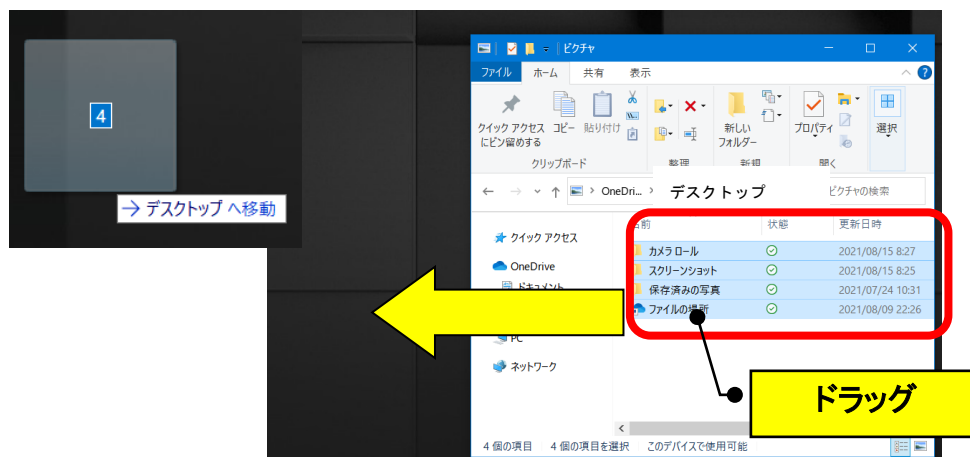 4
→ デスクトップ へ移動
ピクチャ
ファイル ホーム 共有 表示
クイック アクセス
にピン留めする
コピー
貼り付け
新しい
フォルダー
プロパティ
選択
クリップボード 整理 新規 開く
OneDri... デスクトップ ピクチャの検索
名前 状態 更新日時
クイック アクセス
OneDrive
ドキュメント
PC
ネットワーク
カメラ ロール 2021/08/15 8:27
スクリーンショット 2021/08/15 8:25
保存済みの写真 2021/07/24 10:31
ファイルの場所 2021/08/09 22:26
ドラッグ
4 個の項目 4 個の項目を選択 このデバイスで使用可能